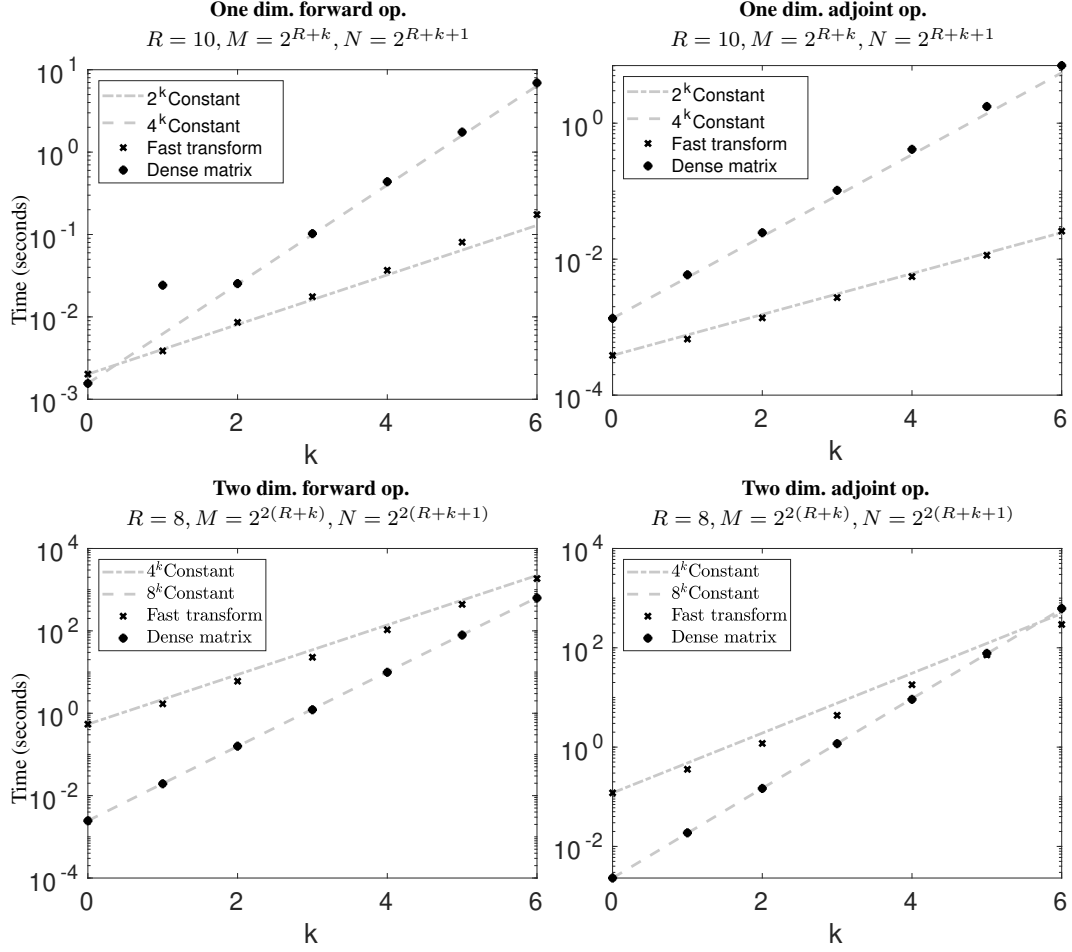 One dim. forward op.
R = 10, M = 2^{R+k}, N = 2^{R+k+1}
10^1
10^0
10^{-1}
10^{-2}
10^{-3}
Time (seconds)
2^k Constant
4^k Constant
Fast transform
Dense matrix
0 2 4 6
k
One dim. adjoint op.
R = 10, M = 2^{R+k}, N = 2^{R+k+1}
10^0
10^{-2}
10^{-4}
2^k Constant
4^k Constant
Fast transform
Dense matrix
0 2 4 6
k
Two dim. forward op.
R = 8, M = 2^{2(R+k)}, N = 2^{2(R+k+1)}
10^4
10^2
10^0
10^{-2}
10^{-4}
Time (seconds)
4^k Constant
8^k Constant
Fast transform
Dense matrix
0 2 4 6
k
Two dim. adjoint op.
R = 8, M = 2^{2(R+k)}, N = 2^{2(R+k+1)}
10^4
10^2
10^0
10^{-2}
4^k Constant
8^k Constant
Fast transform
Dense matrix
0 2 4 6
k